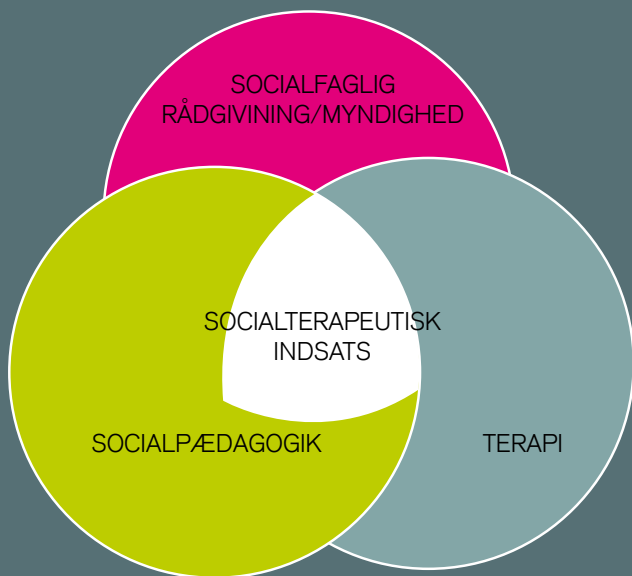 SOCIALFAGLIG
RÅDGIVINING/MYNDIGHED
SOCIALTERAPEUTISK
INDSATS
SOCIALPÆDAGOGIK
TERAPI